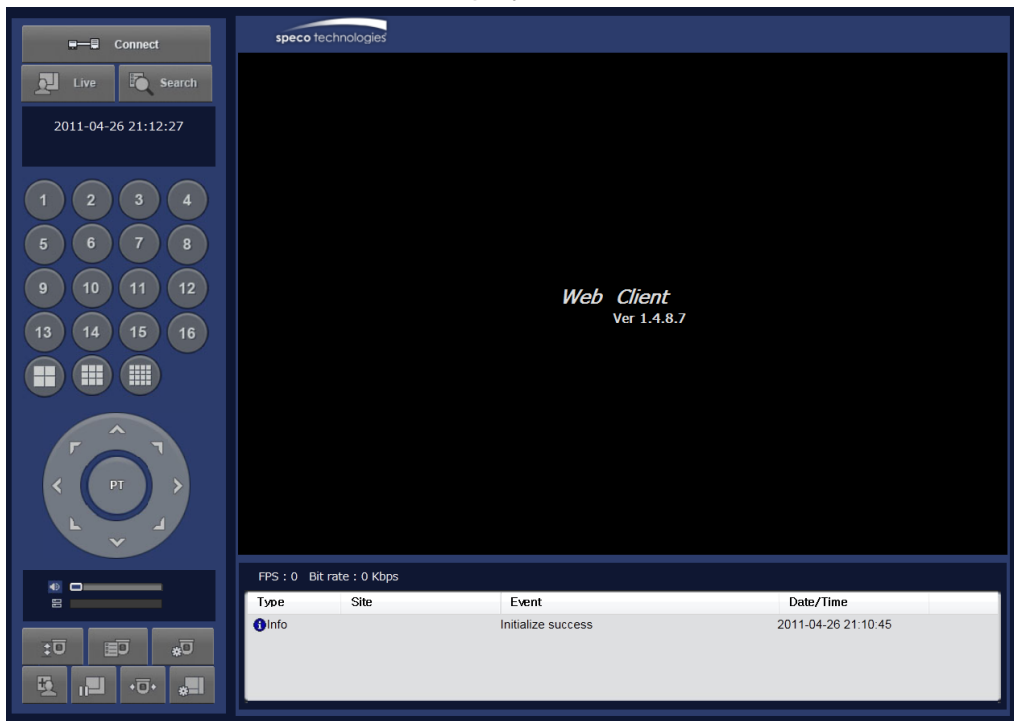 Connect
speco technologies
Live Search
2011-04-26 21:12:27
1 2 3 4
5 6 7 8
9 10 11 12
13 14 15 16
Web Client
Ver 1.4.8.7
PT
FPS : 0 Bit rate : 0 Kbps
Type Site Event Date/Time
Info Initialize success 2011-04-26 21:10:45